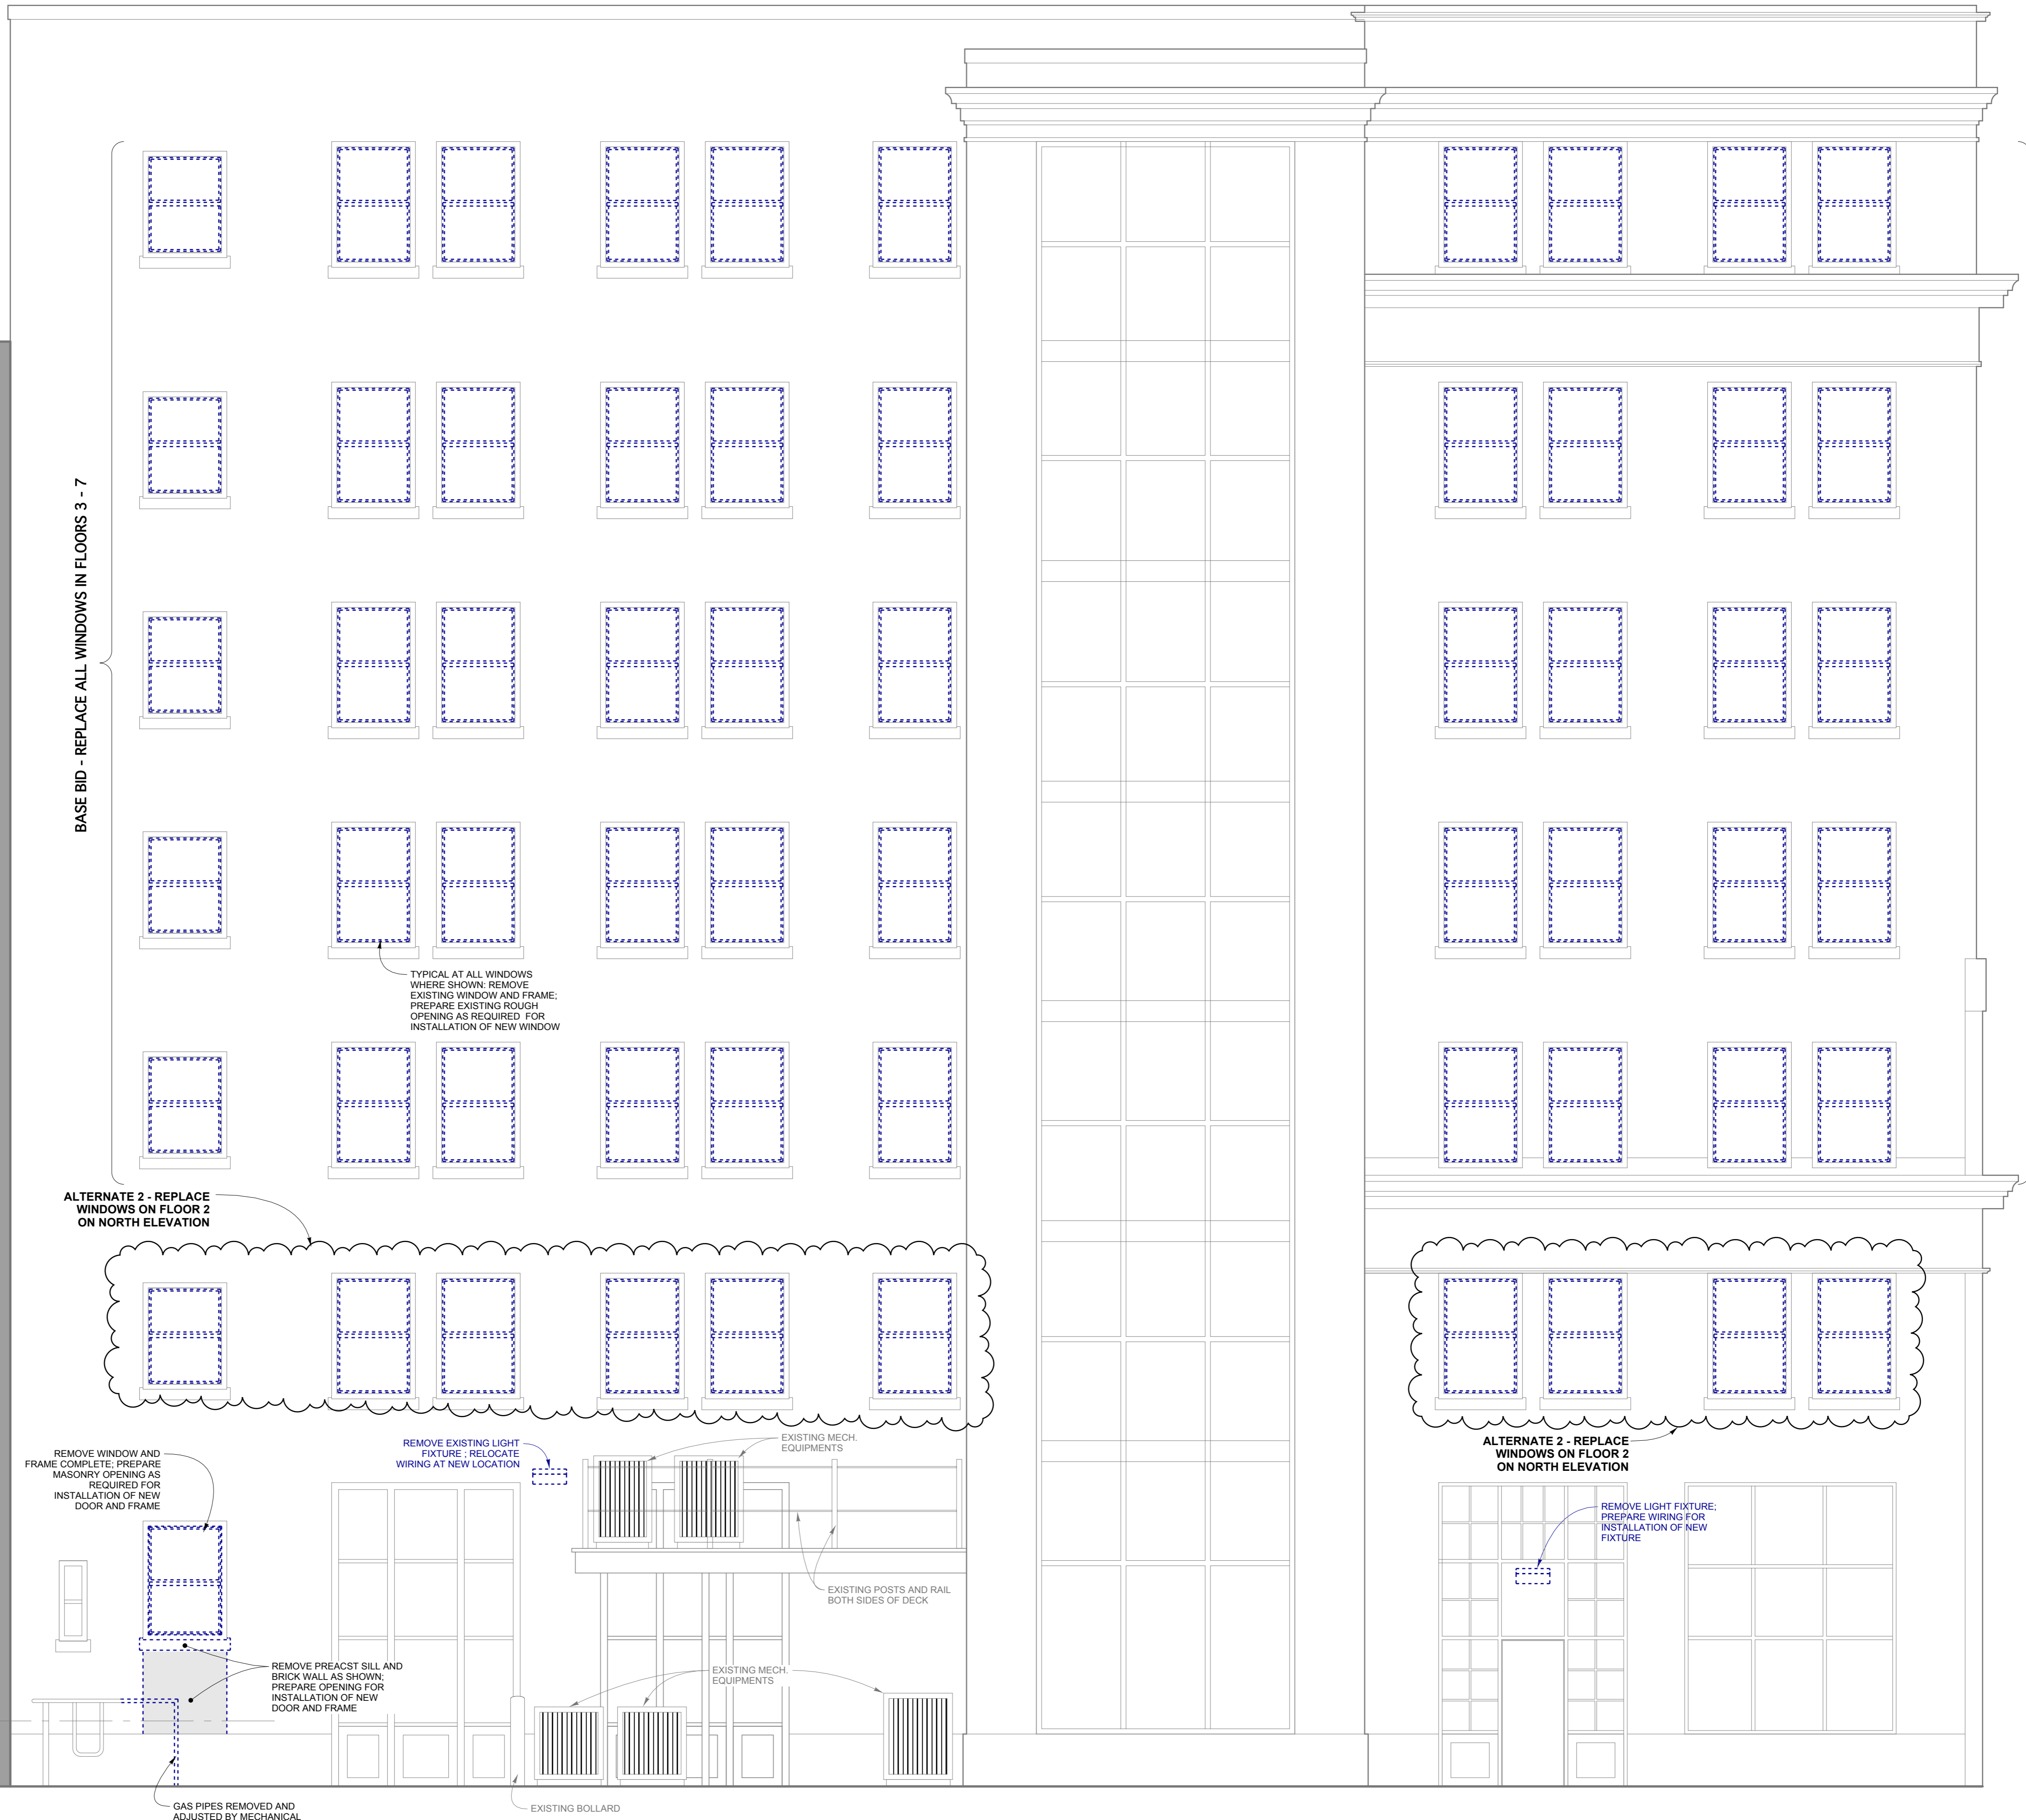 BASE BID - REPLACE ALL WINDOWS IN FLOORS 3 - 7
TYPICAL AT ALL WINDOWS
WHERE SHOWN: REMOVE
EXISTING WINDOW AND FRAME;
PREPARE EXISTING ROUGH
OPENING AS REQUIRED FOR
INSTALLATION OF NEW WINDOW
ALTERNATE 2 - REPLACE
WINDOWS ON FLOOR 2
ON NORTH ELEVATION
REMOVE WINDOW AND
FRAME COMPLETE; PREPARE
MASONRY OPENING AS
REQUIRED FOR
INSTALLATION OF NEW
DOOR AND FRAME
REMOVE EXISTING LIGHT
FIXTURE ; RELOCATE
WIRING AT NEW LOCATION
EXISTING MECH.
EQUIPMENTS
ALTERNATE 2 - REPLACE
WINDOWS ON FLOOR 2
ON NORTH ELEVATION
REMOVE LIGHT FIXTURE;
PREPARE WIRING FOR
INSTALLATION OF NEW
FIXTURE
EXISTING POSTS AND RAIL
BOTH SIDES OF DECK
REMOVE PREACST SILL AND
BRICK WALL AS SHOWN;
PREPARE OPENING FOR
INSTALLATION OF NEW
DOOR AND FRAME
EXISTING MECH.
EQUIPMENTS
GAS PIPES REMOVED AND
ADJUSTED BY MECHANICAL
EXISTING BOLLARD